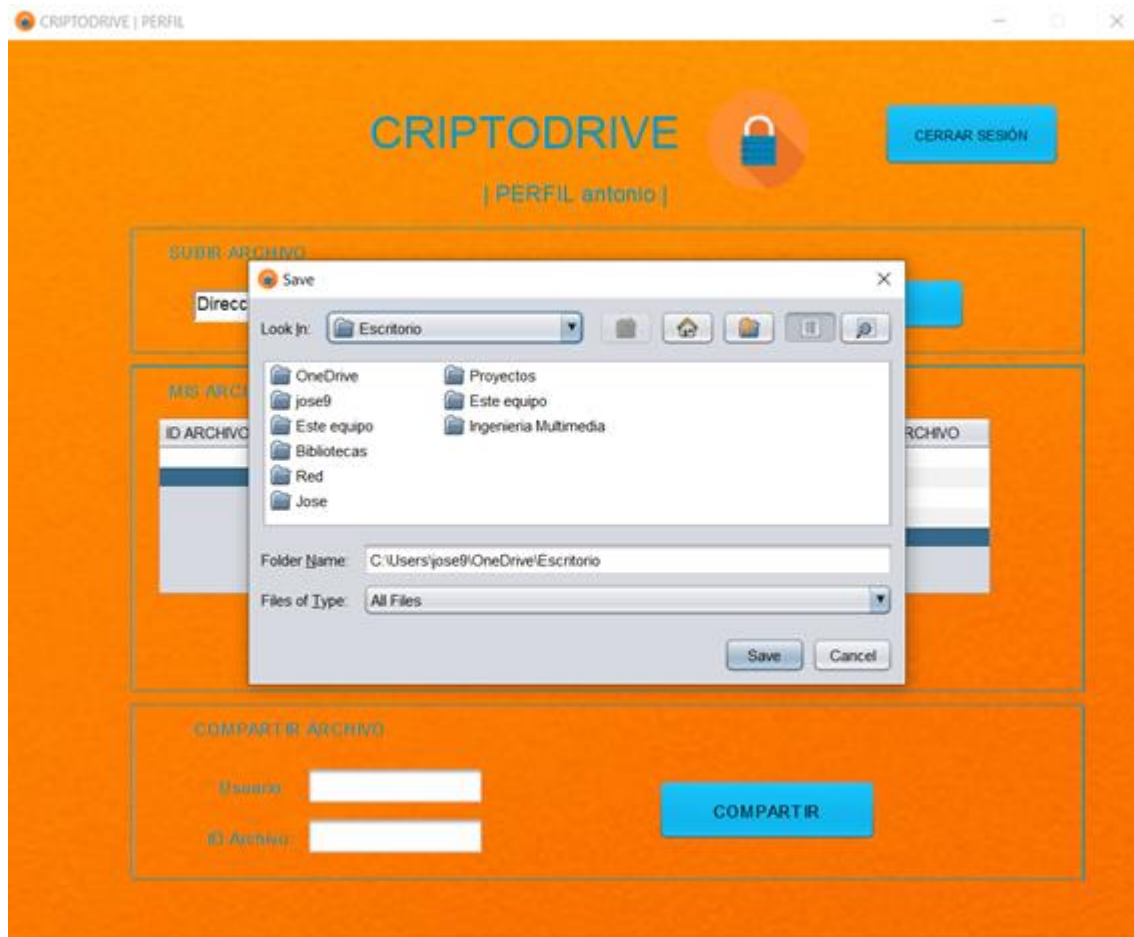 CRIPTODRIVE | PERFIL
CRIPTODRIVE
CERRAR SESIÓN
| PERFIL antonio |
SUBIR ARCHIVO
Direcc
Save
Look In: Escritorio
OneDrive
jose9
Este equipo
Bibliotecas
Red
Jose
Proyectos
Este equipo
Ingenieria Multimedia
MIS ARCHI
ID ARCHIVO
RCHIVO
Folder Name: C:\Users\jose9\OneDrive\Escritorio
Files of Type: All Files
Save Cancel
COMPARTIR ARCHIVO
Usuario:
ID Archivo:
COMPARTIR